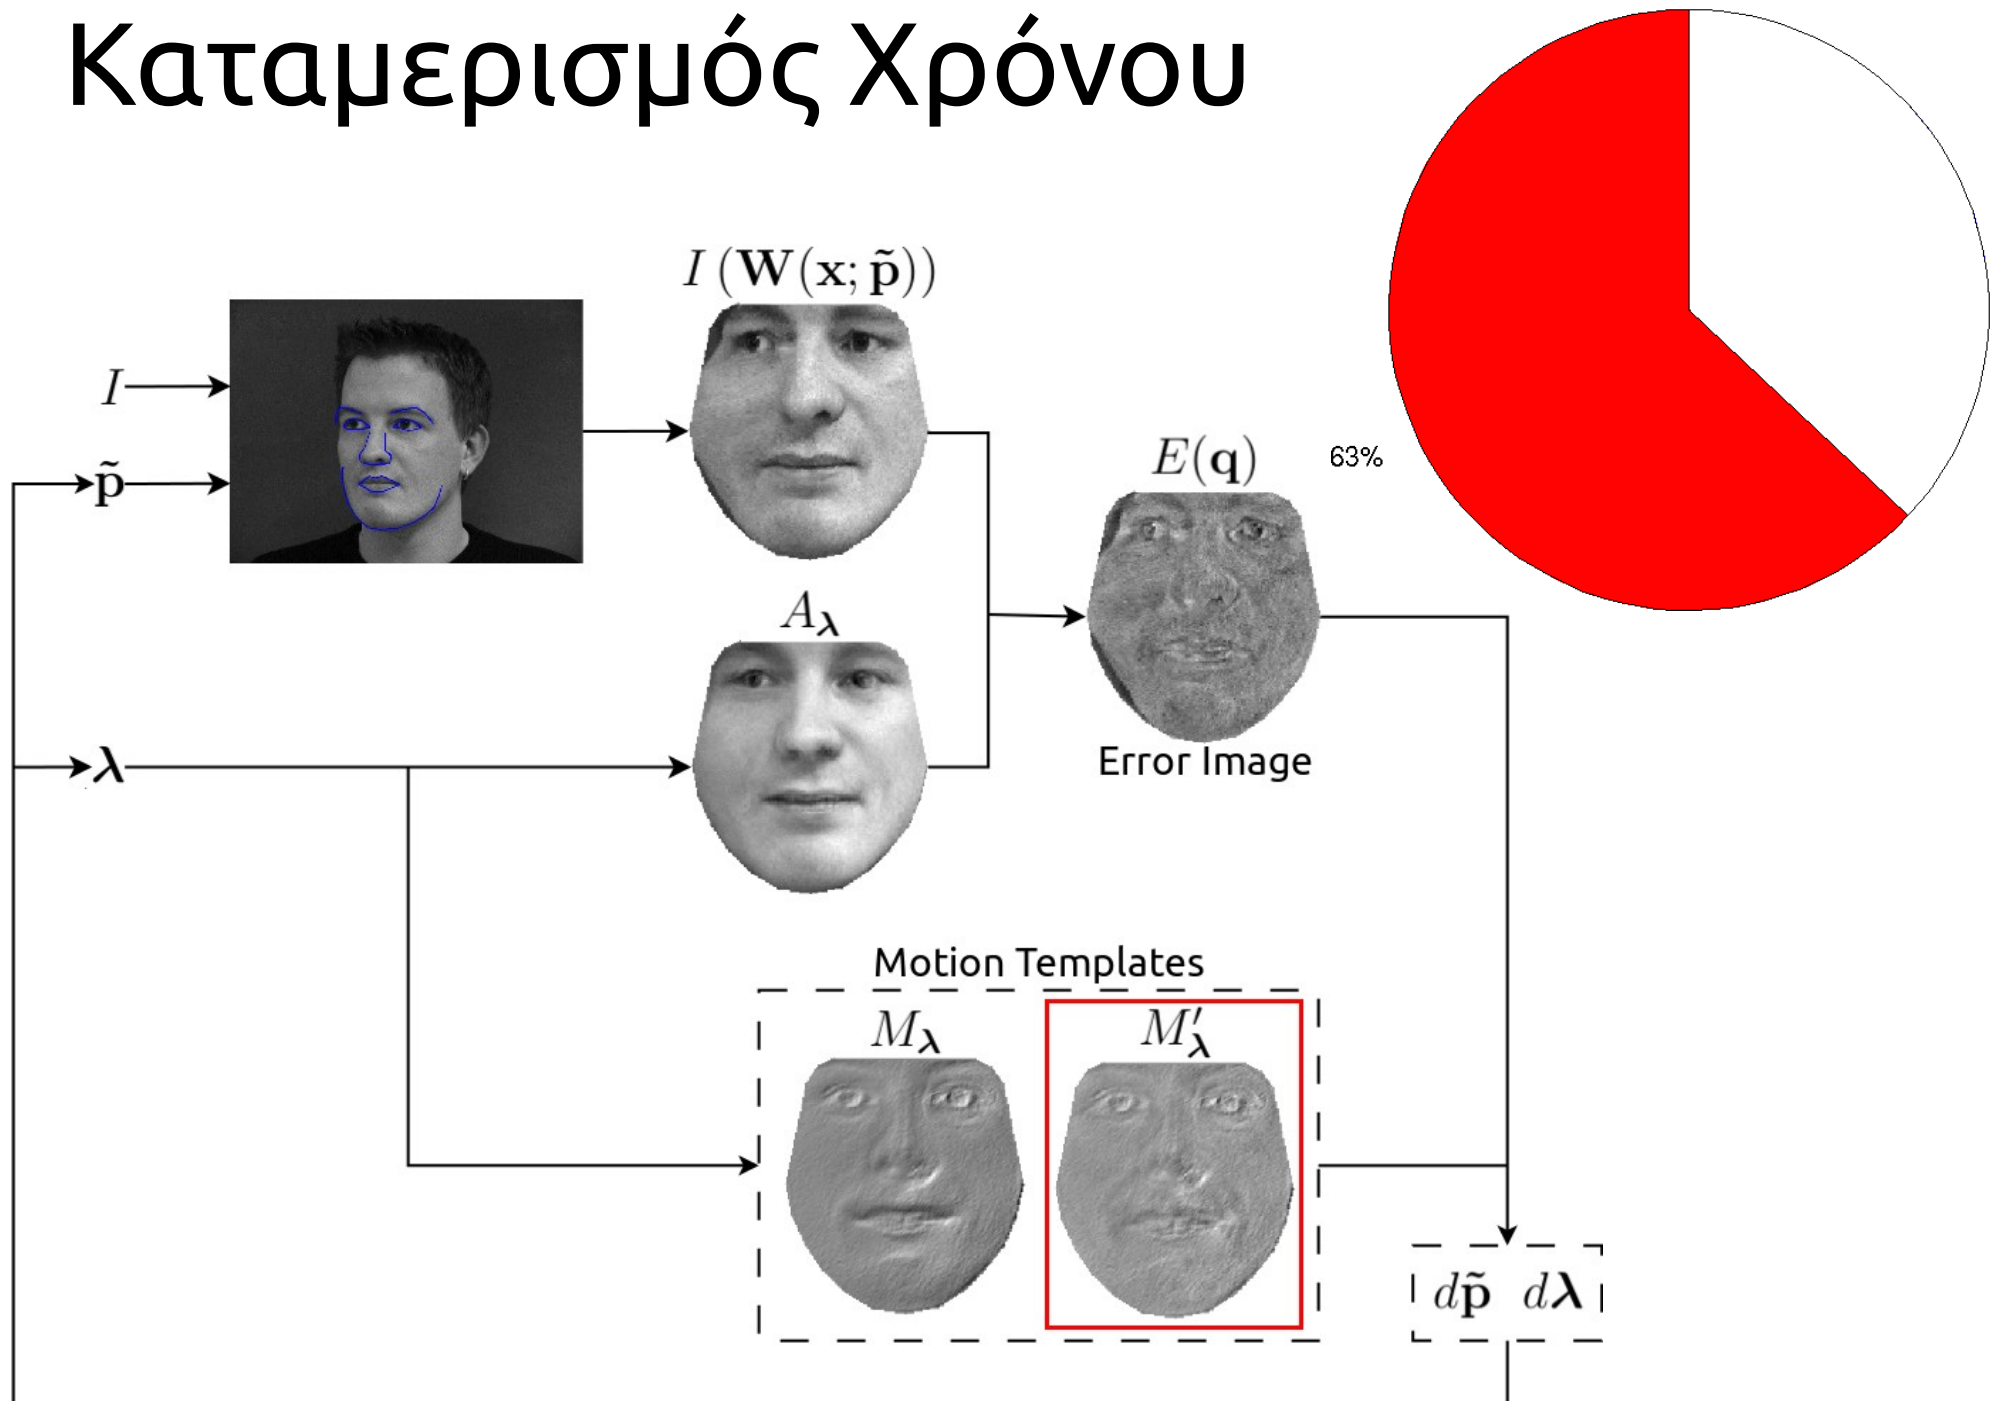 Καταμερισμός Χρόνου
I (W(x; p̃))
I
E(q)
63%
p̃
A_λ
Error Image
λ
Motion Templates
M_λ M′_λ
dp̃ dλ